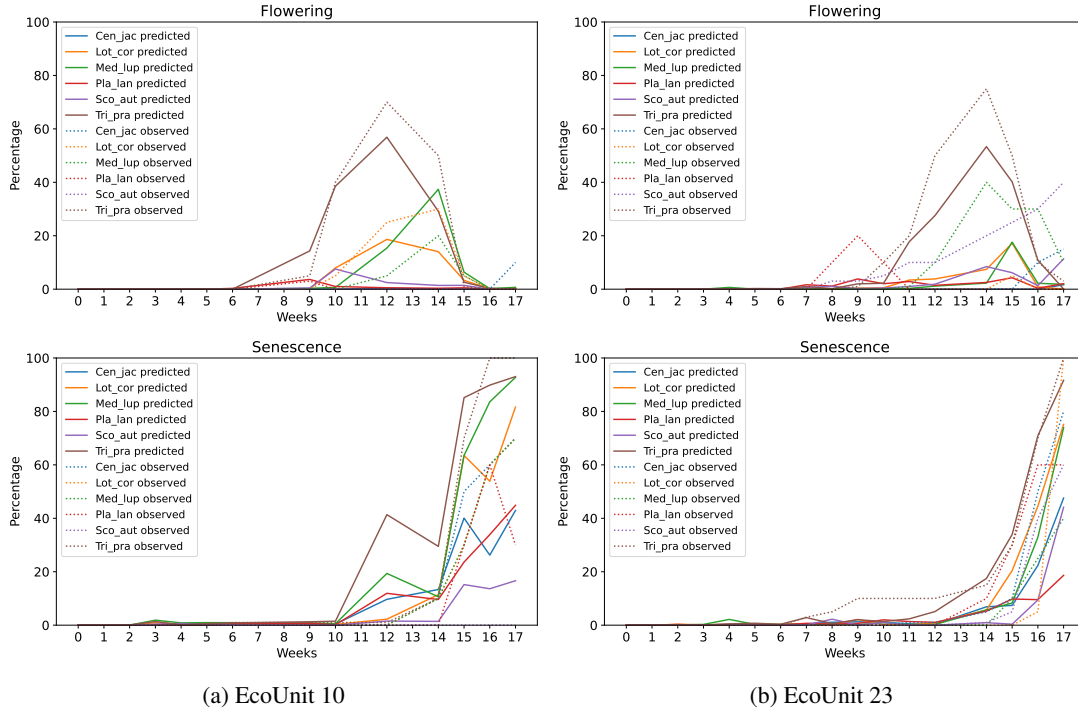 Flowering
Percentage
100
80
60
40
20
0
Cen_jac predicted
Lot_cor predicted
Med_lup predicted
Pla_lan predicted
Sco_aut predicted
Tri_pra predicted
Cen_jac observed
Lot_cor observed
Med_lup observed
Pla_lan observed
Sco_aut observed
Tri_pra observed
0 1 2 3 4 5 6 7 8 9 10 11 12 13 14 15 16 17
Weeks
Senescence
Percentage
100
80
60
40
20
0
Cen_jac predicted
Lot_cor predicted
Med_lup predicted
Pla_lan predicted
Sco_aut predicted
Tri_pra predicted
Cen_jac observed
Lot_cor observed
Med_lup observed
Pla_lan observed
Sco_aut observed
Tri_pra observed
0 1 2 3 4 5 6 7 8 9 10 11 12 13 14 15 16 17
Weeks
(a) EcoUnit 10
Flowering
Percentage
100
80
60
40
20
0
Cen_jac predicted
Lot_cor predicted
Med_lup predicted
Pla_lan predicted
Sco_aut predicted
Tri_pra predicted
Cen_jac observed
Lot_cor observed
Med_lup observed
Pla_lan observed
Sco_aut observed
Tri_pra observed
0 1 2 3 4 5 6 7 8 9 10 11 12 13 14 15 16 17
Weeks
Senescence
Percentage
100
80
60
40
20
0
Cen_jac predicted
Lot_cor predicted
Med_lup predicted
Pla_lan predicted
Sco_aut predicted
Tri_pra predicted
Cen_jac observed
Lot_cor observed
Med_lup observed
Pla_lan observed
Sco_aut observed
Tri_pra observed
0 1 2 3 4 5 6 7 8 9 10 11 12 13 14 15 16 17
Weeks
(b) EcoUnit 23